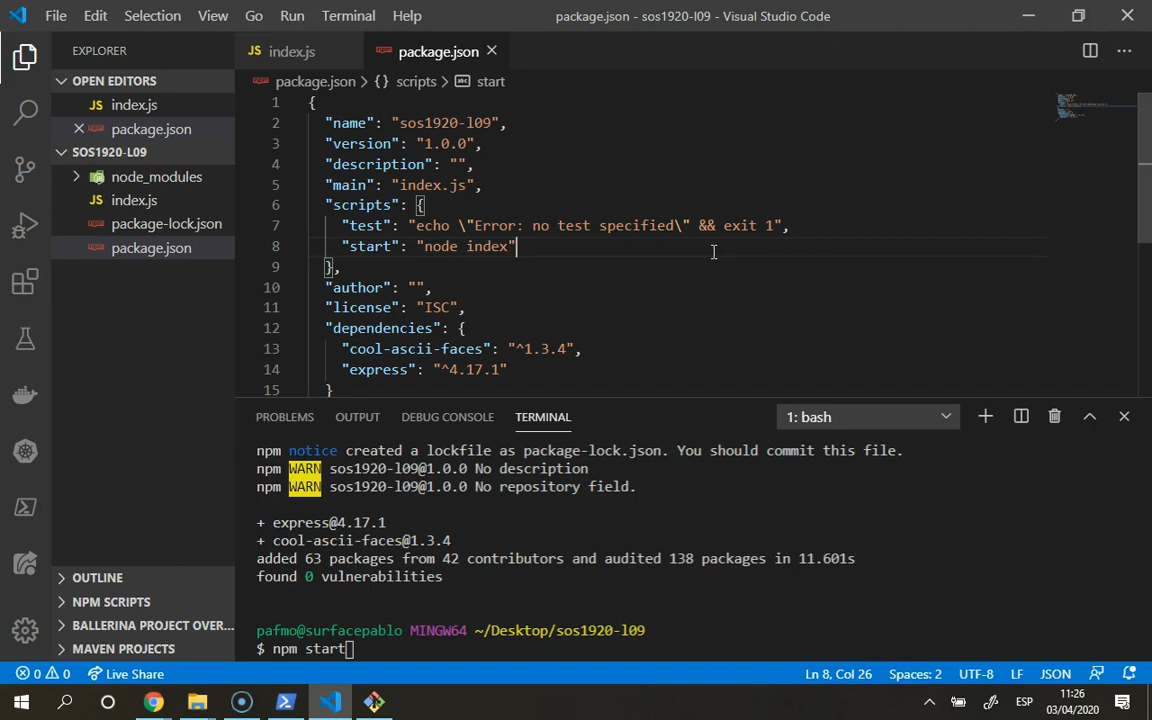 File Edit Selection View Go Run Terminal Help package.json - sos1920-l09 - Visual Studio Code
EXPLORER
OPEN EDITORS
JS index.js
package.json
SOS1920-L09
node_modules
JS index.js
package-lock.json
package.json
OUTLINE
NPM SCRIPTS
BALLERINA PROJECT OVER...
MAVEN PROJECTS
JS index.js package.json
package.json > {} scripts > abc start
1 {
2 "name": "sos1920-l09",
3 "version": "1.0.0",
4 "description": "",
5 "main": "index.js",
6 "scripts": {
7 "test": "echo \"Error: no test specified\" && exit 1",
8 "start": "node index"
9 },
10 "author": "",
11 "license": "ISC",
12 "dependencies": {
13 "cool-ascii-faces": "^1.3.4",
14 "express": "^4.17.1"
15 }
PROBLEMS OUTPUT DEBUG CONSOLE TERMINAL 1: bash
npm notice created a lockfile as package-lock.json. You should commit this file.
npm WARN sos1920-l09@1.0.0 No description
npm WARN sos1920-l09@1.0.0 No repository field.
+ express@4.17.1
+ cool-ascii-faces@1.3.4
added 63 packages from 42 contributors and audited 138 packages in 11.601s
found 0 vulnerabilities
pafmo@surfacepablo MINGW64 ~/Desktop/sos1920-l09
$ npm start
0 0 Live Share Ln 8, Col 26 Spaces: 2 UTF-8 LF JSON
ESP 11:26
03/04/2020